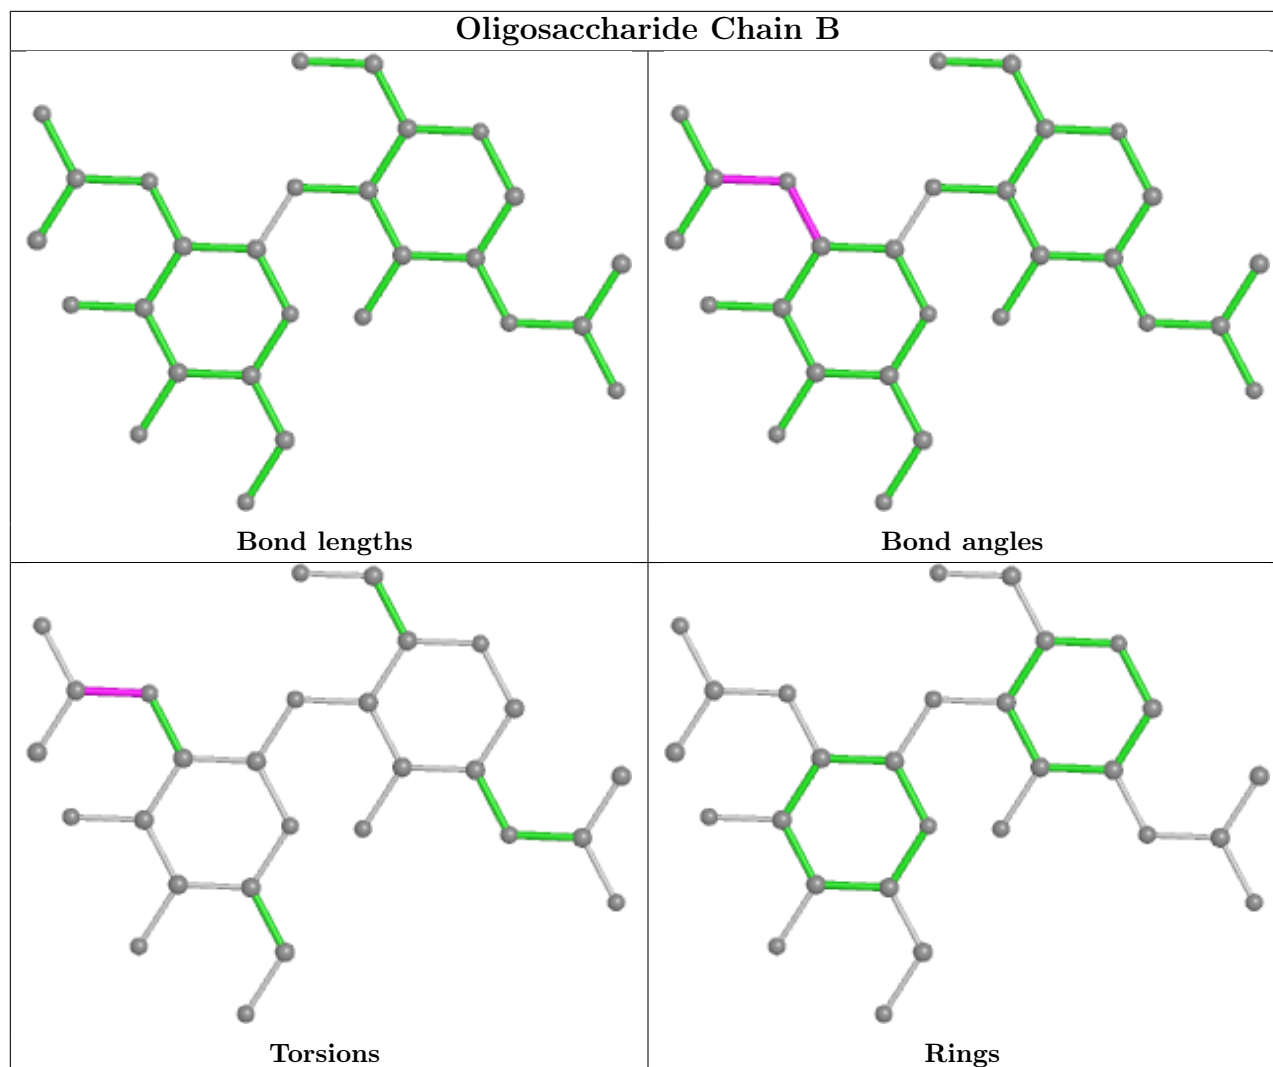 Oligosaccharide Chain B
Bond lengths
Bond angles
Torsions
Rings